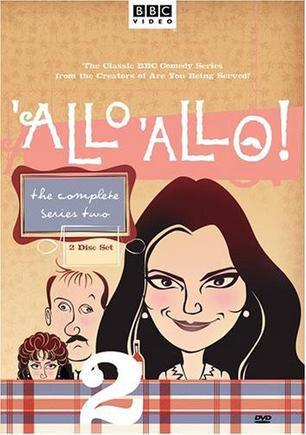 BBC
VIDEO
The Classic BBC Comedy Series
from the Creators of Are You Being Served?
'ALLO 'ALLO!
the complete
series two
2 Disc Set
2
DVD